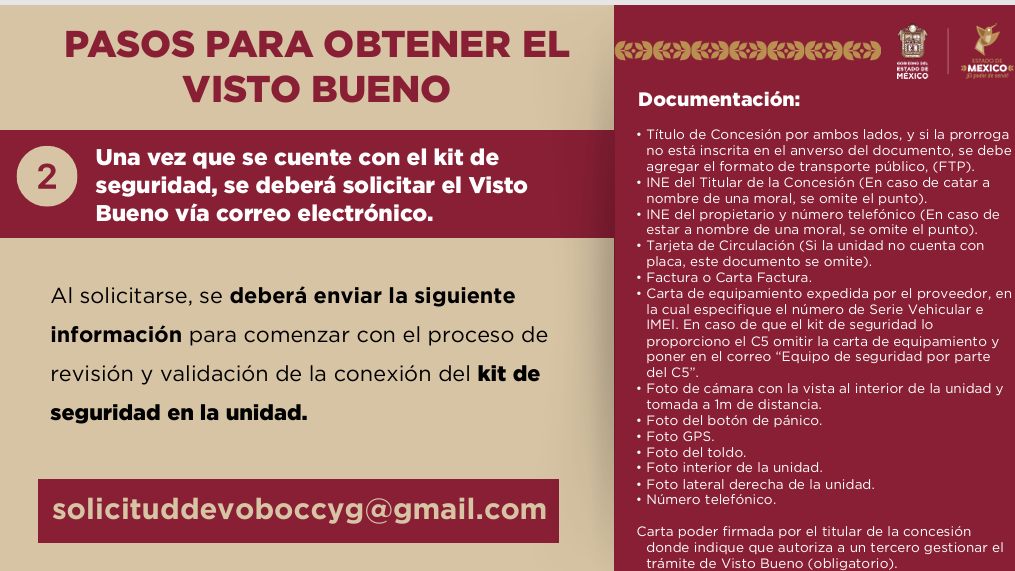 PASOS PARA OBTENER EL
VISTO BUENO
2
Una vez que se cuente con el kit de
seguridad, se deberá solicitar el Visto
Bueno vía correo electrónico.
Al solicitarse, se deberá enviar la siguiente
información para comenzar con el proceso de
revisión y validación de la conexión del kit de
seguridad en la unidad.
solicituddevoboccyg@gmail.com
GOBIERNO DEL
ESTADO DE
MÉXICO
ESTADO DE
MÉXICO
¡El poder de servir!
Documentación:
• Título de Concesión por ambos lados, y si la prorroga
no está inscrita en el anverso del documento, se debe
agregar el formato de transporte público, (FTP).
• INE del Titular de la Concesión (En caso de catar a
nombre de una moral, se omite el punto).
• INE del propietario y número telefónico (En caso de
estar a nombre de una moral, se omite el punto).
• Tarjeta de Circulación (Si la unidad no cuenta con
placa, este documento se omite).
• Factura o Carta Factura.
• Carta de equipamiento expedida por el proveedor, en
la cual especifique el número de Serie Vehicular e
IMEI. En caso de que el kit de seguridad lo
proporciono el C5 omitir la carta de equipamiento y
poner en el correo “Equipo de seguridad por parte
del C5”.
• Foto de cámara con la vista al interior de la unidad y
tomada a 1m de distancia.
• Foto del botón de pánico.
• Foto GPS.
• Foto del toldo.
• Foto interior de la unidad.
• Foto lateral derecha de la unidad.
• Número telefónico.
Carta poder firmada por el titular de la concesión
donde indique que autoriza a un tercero gestionar el
trámite de Visto Bueno (obligatorio).